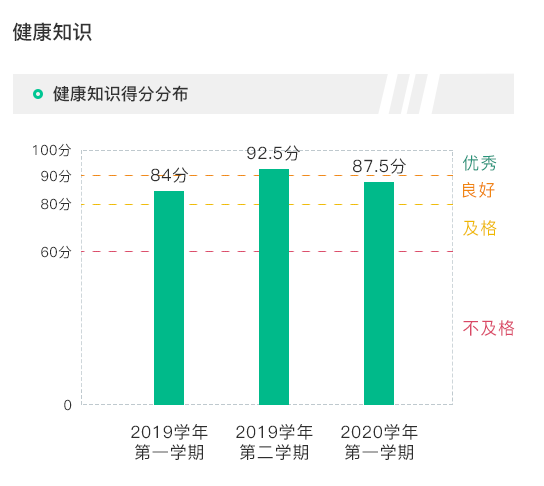 健康知识
健康知识得分分布
100分
92.5分
优秀
90分
84分
87.5分
良好
80分
及格
60分
不及格
0
2019学年
第一学期
2019学年
第二学期
2020学年
第一学期